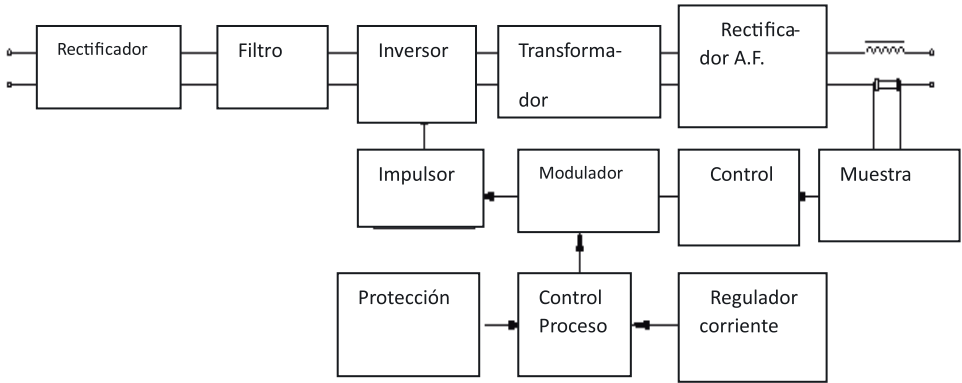 Rectificador
Filtro
Inversor
Transforma-
dor
Rectifica-
dor A.F.
Impulsor
Modulador
Control
Muestra
Protección
Control
Proceso
Regulador
corriente